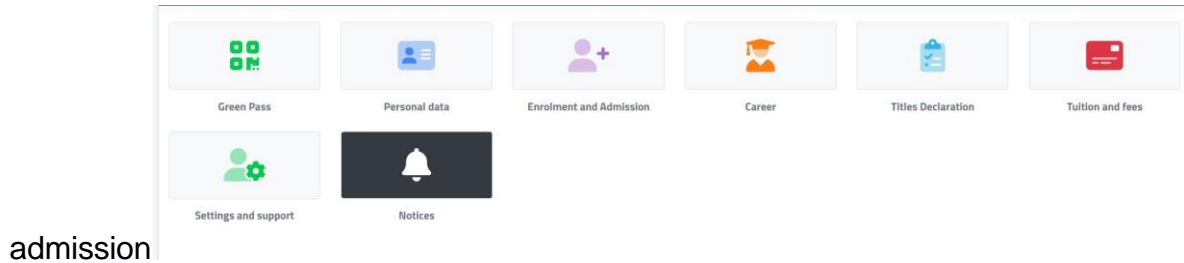 Green Pass
Personal data
Enrolment and Admission
Career
Titles Declaration
Tuition and fees
Settings and support
Notices
admission